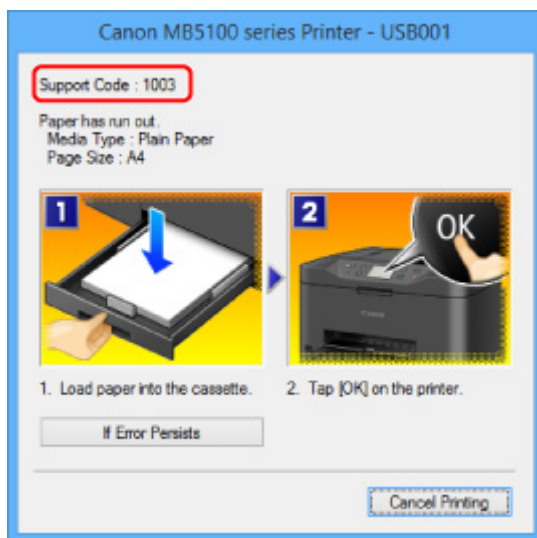 Canon MB5100 series Printer - USB001
Support Code : 1003
Paper has run out.
Media Type : Plain Paper
Page Size : A4
1
2
OK
Canon
1. Load paper into the cassette.
2. Tap [OK] on the printer.
If Error Persists
Cancel Printing